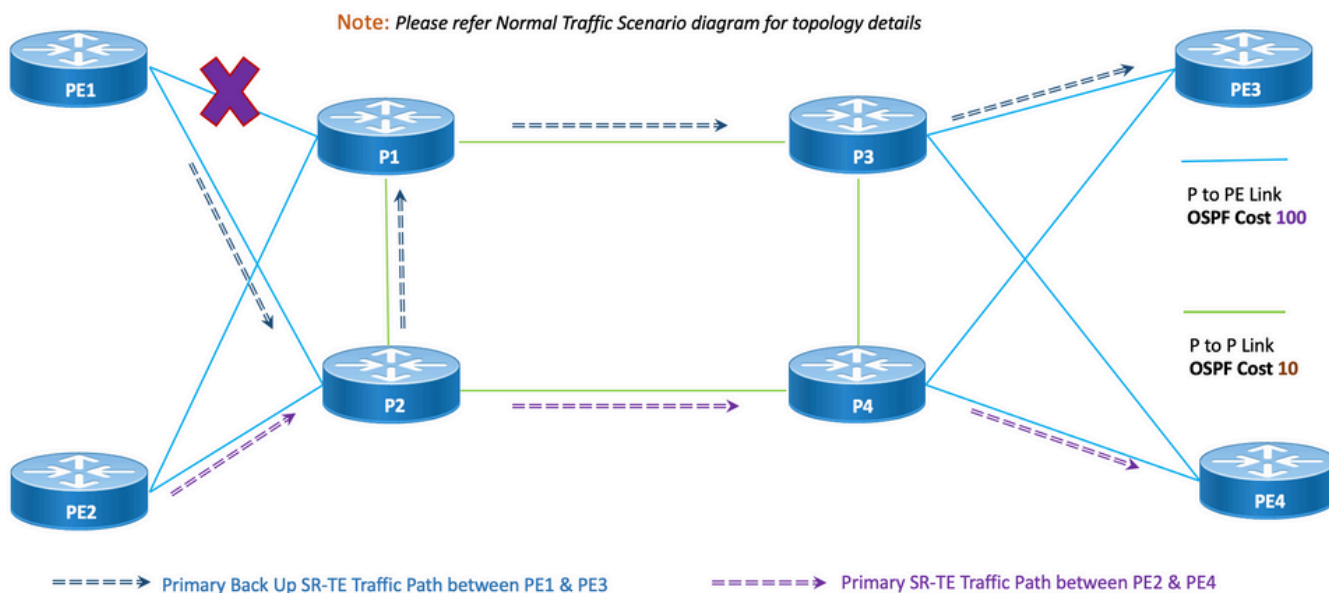 Note: Please refer Normal Traffic Scenario diagram for topology details
PE1
PE3
P1
P3
P to PE Link
OSPF Cost 100
P to P Link
OSPF Cost 10
P2
P4
PE2
PE4
Primary Back Up SR-TE Traffic Path between PE1 & PE3
Primary SR-TE Traffic Path between PE2 & PE4